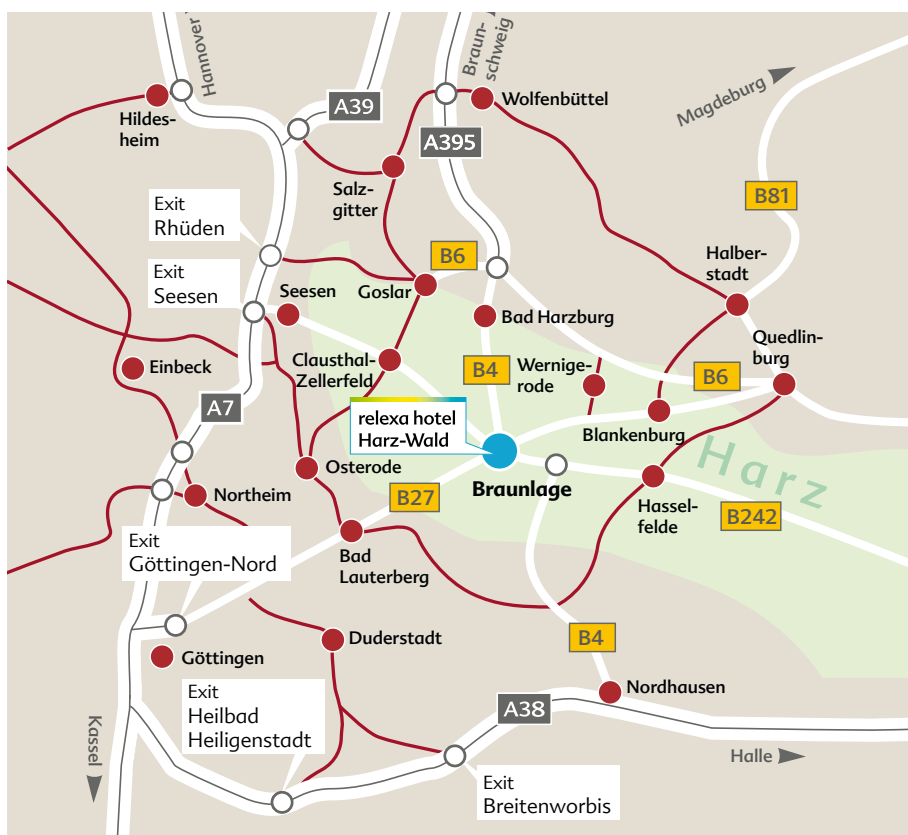 Hannover
Braun-
schweig
Magdeburg
Hildes-
heim
A39
Wolfenbüttel
A395
Salz-
gitter
B81
Exit
Rhüden
B6
Halber-
stadt
Exit
Seesen
Seesen
Goslar
Bad Harzburg
Quedlin-
burg
Einbeck
Clausthal-
Zellerfeld
B4
Wernige-
rode
B6
A7
relexa hotel
Harz-Wald
Blankenburg
Harz
Osterode
Braunlage
Northeim
B27
Hassel-
felde
B242
Exit
Göttingen-Nord
Bad
Lauterberg
Göttingen
Duderstadt
B4
Exit
Heilbad
Heiligenstadt
Nordhausen
A38
Kassel
Halle
Exit
Breitenworbis